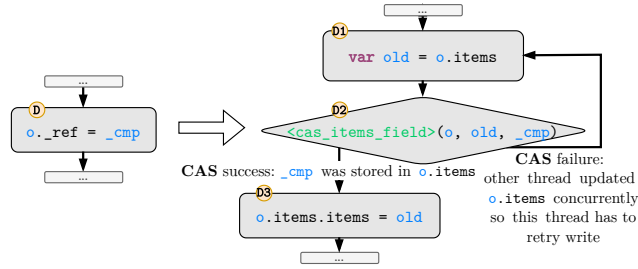 ...
D
o._ref = _cmp
...
...
D1
var old = o.items
D2
<cas_items_field>(o, old, _cmp)
CAS success: _cmp was stored in o.items
CAS failure:
other thread updated
o.items concurrently
so this thread has to
retry write
D3
o.items.items = old
...